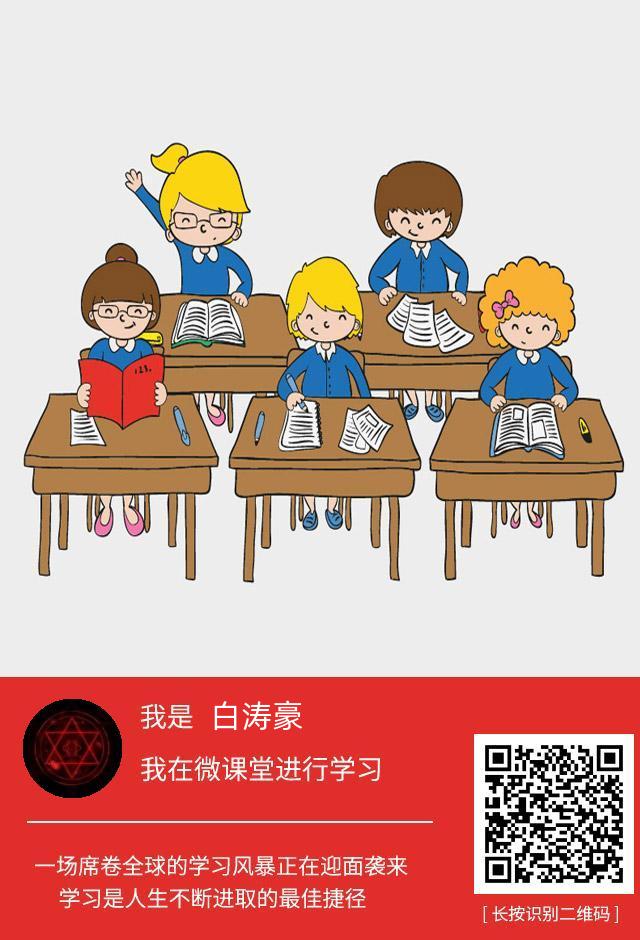 123.
我是 白涛豪
我在微课堂进行学习
一场席卷全球的学习风暴正在迎面袭来
学习是人生不断进取的最佳捷径
[ 长按识别二维码 ]